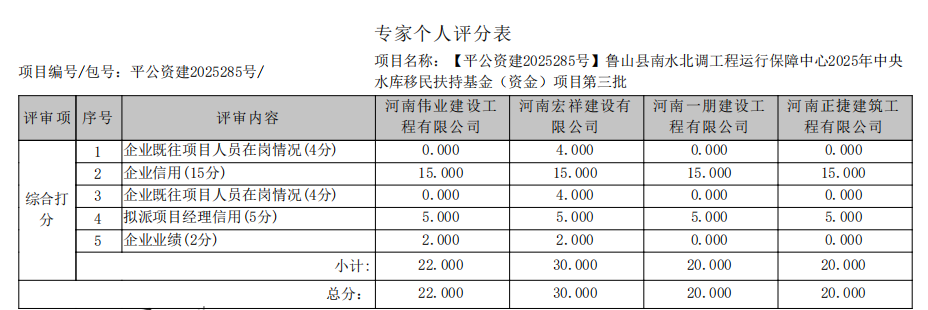 专家个人评分表
项目编号/包号：平公资建2025285号/
项目名称：【平公资建2025285号】鲁山县南水北调工程运行保障中心2025年中央
水库移民扶持基金（资金）项目第三批
评审项 序号 评审内容 河南伟业建设工程有限公司 河南宏祥建设有限公司 河南一朋建设工程有限公司 河南正捷建筑工程有限公司
综合打分
1 企业既往项目人员在岗情况(4分) 0.000 4.000 0.000 0.000
2 企业信用(15分) 15.000 15.000 15.000 15.000
3 企业既往项目人员在岗情况(4分) 0.000 4.000 0.000 0.000
4 拟派项目经理信用(5分) 5.000 5.000 5.000 5.000
5 企业业绩(2分) 2.000 2.000 0.000 0.000
小计: 22.000 30.000 20.000 20.000
总分: 22.000 30.000 20.000 20.000